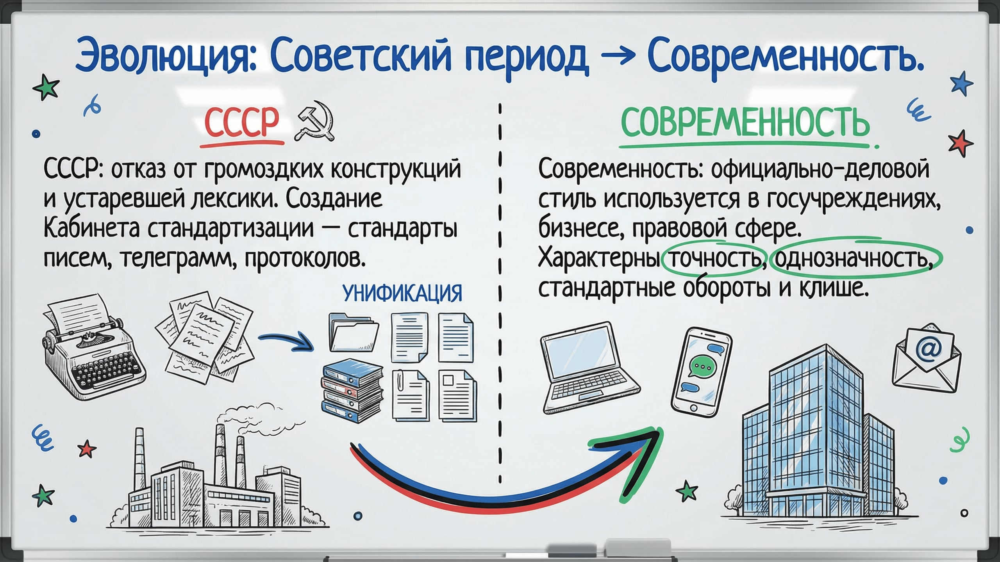 Эволюция: Советский период → Современность.
СССР
СССР: отказ от громоздких конструкций
и устаревшей лексики. Создание
Кабинета стандартизации — стандарты
писем, телеграмм, протоколов.
УНИФИКАЦИЯ
СОВРЕМЕННОСТЬ.
Современность: официально-деловой
стиль используется в госучреждениях,
бизнесе, правовой сфере.
Характерны точность, однозначность,
стандартные обороты и клише.
@